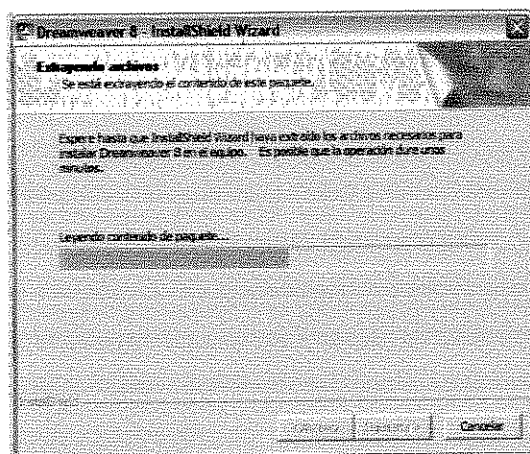 Dreamweaver 8 - InstallShield Wizard
Extrayendo archivos
Se está extrayendo el contenido de este paquete.
Espere hasta que InstallShield Wizard haya extraído los archivos necesarios para
instalar Dreamweaver 8 en el equipo. Es posible que la operación dure unos
minutos.
Leyendo contenido de paquete...
Cancelar